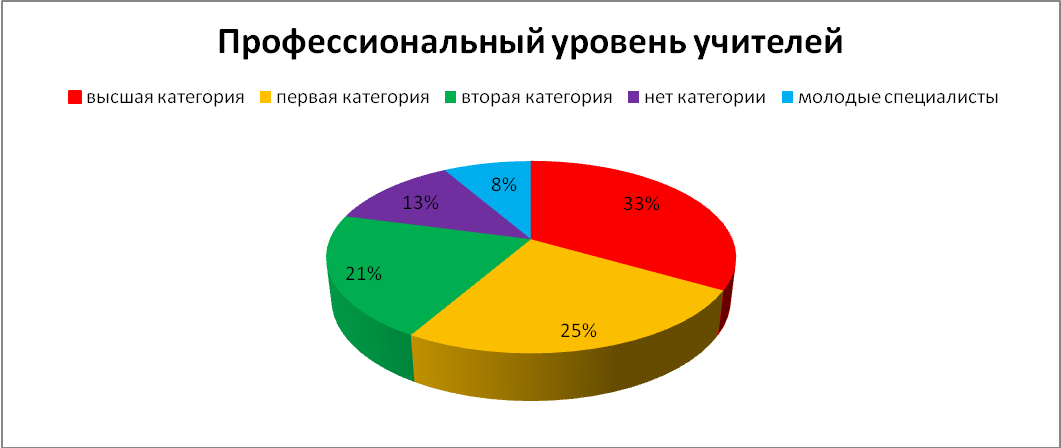 Профессиональный уровень учителей
высшая категория первая категория вторая категория нет категории молодые специалисты
8%
13%
33%
21%
25%